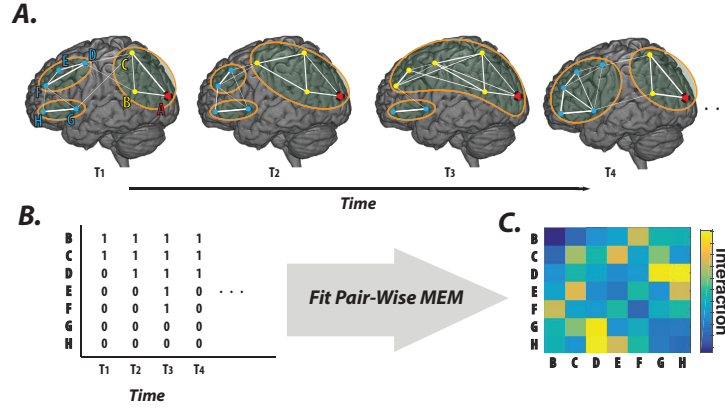 A.
E D C
I B A
H G
T1 T2 T3 T4
. .
Time
B.
B 1 1 1 1
C 1 1 1 1
D 0 1 1 1
E 0 0 1 0 . . .
F 0 0 1 0
G 0 0 0 0
H 0 0 0 0
T1 T2 T3 T4
Time
Fit Pair-Wise MEM
C.
B
C
D
E
F
G
H
B C D E F G H
Interaction